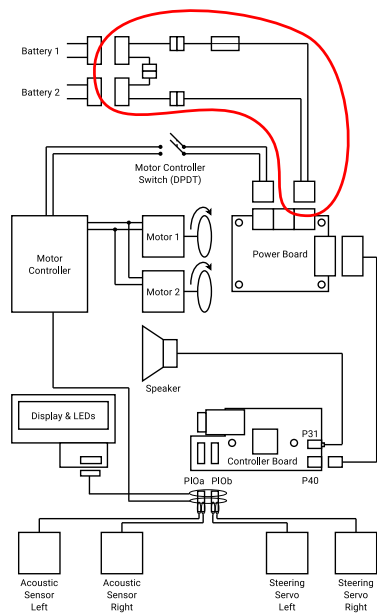 Battery 1
Battery 2
Motor Controller
Switch (DPDT)
Motor
Controller
Motor 1
Motor 2
Power Board
Speaker
Display & LEDs
P31
Controller Board
P40
PIOa
PIOb
Acoustic
Sensor
Left
Acoustic
Sensor
Right
Steering
Servo
Left
Steering
Servo
Right